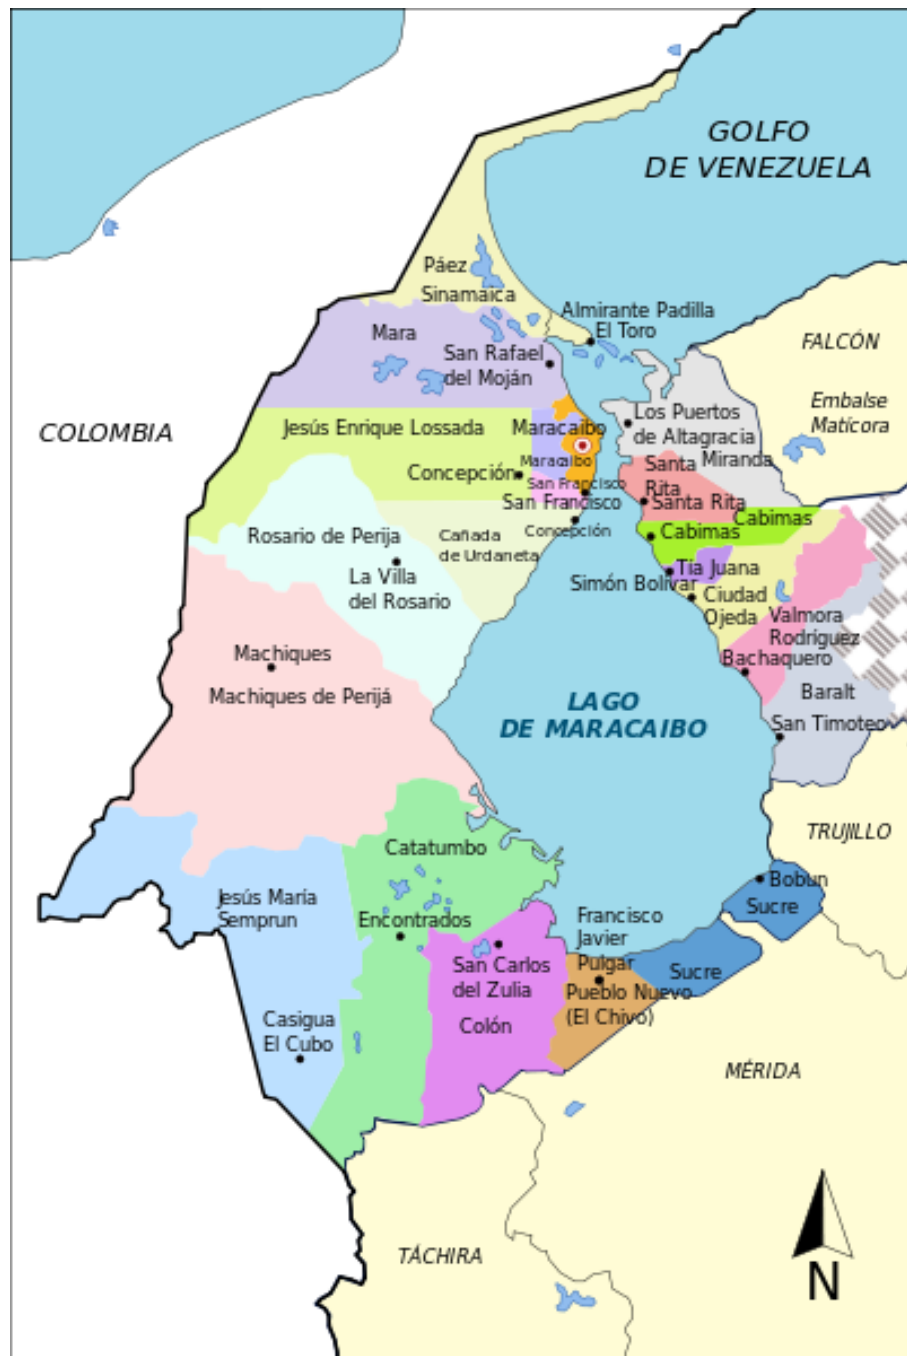 GOLFO
DE VENEZUELA
Páez
Sinamaica
Almirante Padilla
El Toro
Mara
San Rafael
del Moján
FALCÓN
Embalse
Matícora
COLOMBIA
Jesús Enrique Lossada
Maracaibo
Los Puertos
de Altagracia
Miranda
Concepción
Maracaibo
San Francisco
San Francisco
Santa
Rita
Santa Rita
Rosario de Perija
Cañada
de Urdaneta
Concepción
Cabimas
Cabimas
La Villa
del Rosario
Simón Bolívar
Tía Juana
Ciudad
Ojeda
Valmora
Rodríguez
Machiques
Machiques de Perijá
Bachaquero
Baralt
LAGO
DE MARACAIBO
San Timoteo
TRUJILLO
Catatumbo
Jesús María
Semprun
Encontrados
Francisco
Javier
Pulgar
Bobun
Sucre
Sucre
San Carlos
del Zulia
Pueblo Nuevo
(El Chivo)
Colón
Casigua
El Cubo
MÉRIDA
TÁCHIRA
N